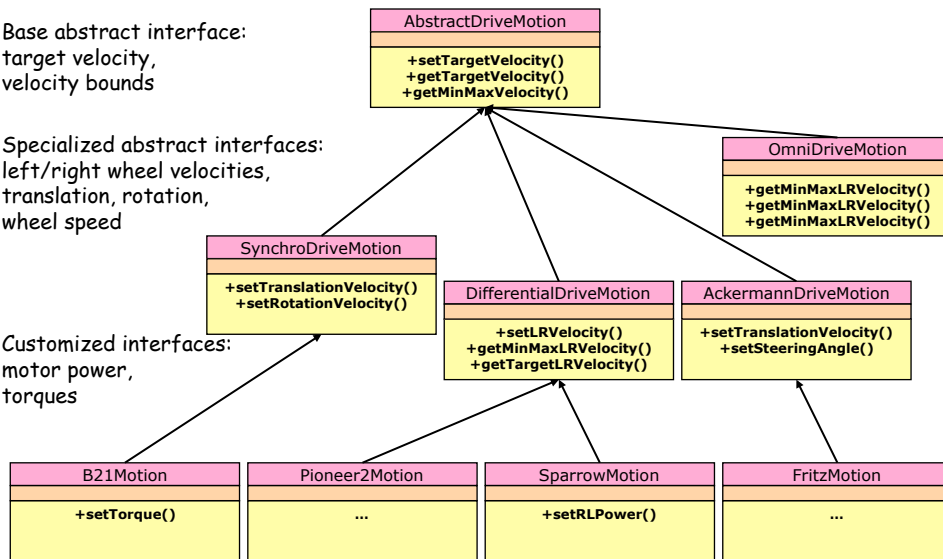 AbstractDriveMotion
+setTargetVelocity()
+getTargetVelocity()
+getMinMaxVelocity()
Base abstract interface:
target velocity,
velocity bounds
Specialized abstract interfaces:
left/right wheel velocities,
translation, rotation,
wheel speed
OmniDriveMotion
+getMinMaxLRVelocity()
+getMinMaxLRVelocity()
+getMinMaxLRVelocity()
SynchroDriveMotion
+setTranslationVelocity()
+setRotationVelocity()
DifferentialDriveMotion
+setLRVelocity()
+getMinMaxLRVelocity()
+getTargetLRVelocity()
AckermannDriveMotion
+setTranslationVelocity()
+setSteeringAngle()
Customized interfaces:
motor power,
torques
B21Motion
+setTorque()
Pioneer2Motion
...
SparrowMotion
+setRLPower()
FritzMotion
...